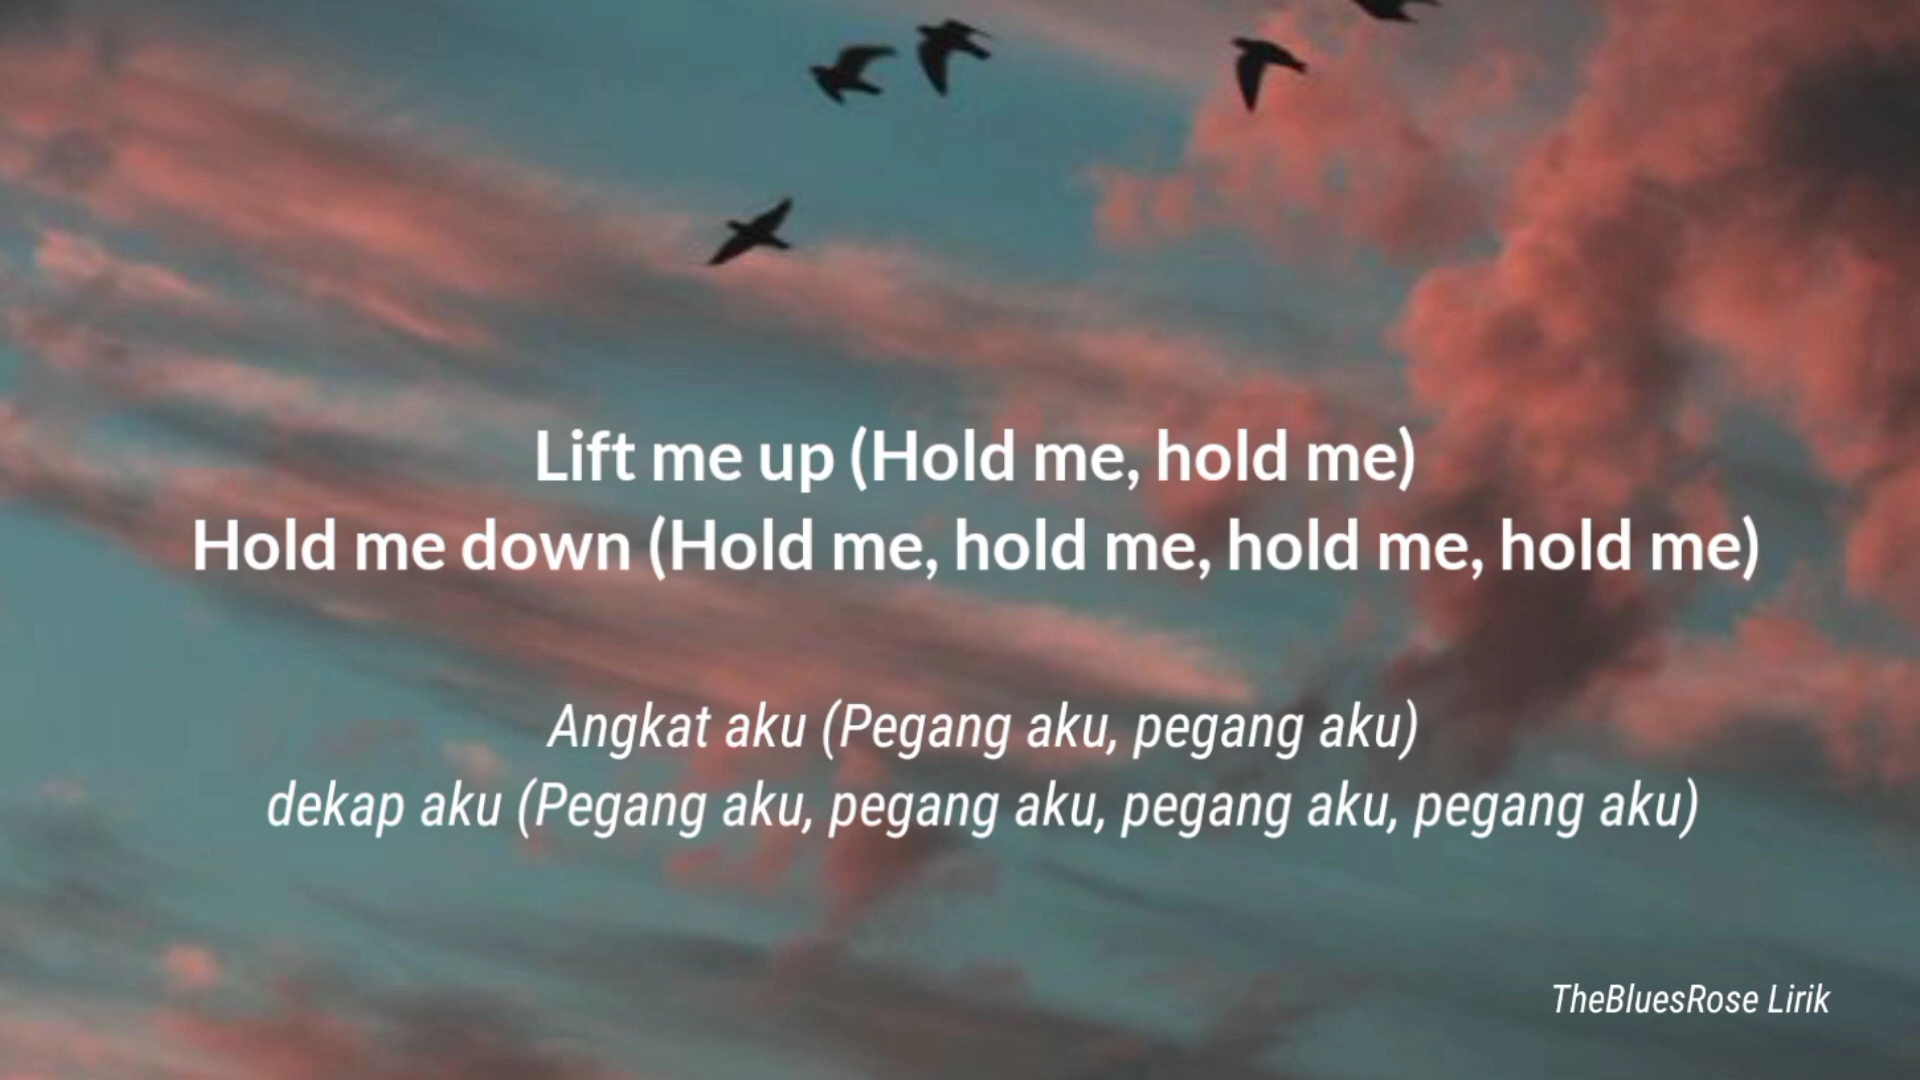 Lift me up (Hold me, hold me)
Hold me down (Hold me, hold me, hold me, hold me)
Angkat aku (Pegang aku, pegang aku)
dekap aku (Pegang aku, pegang aku, pegang aku, pegang aku)
TheBluesRose Lirik